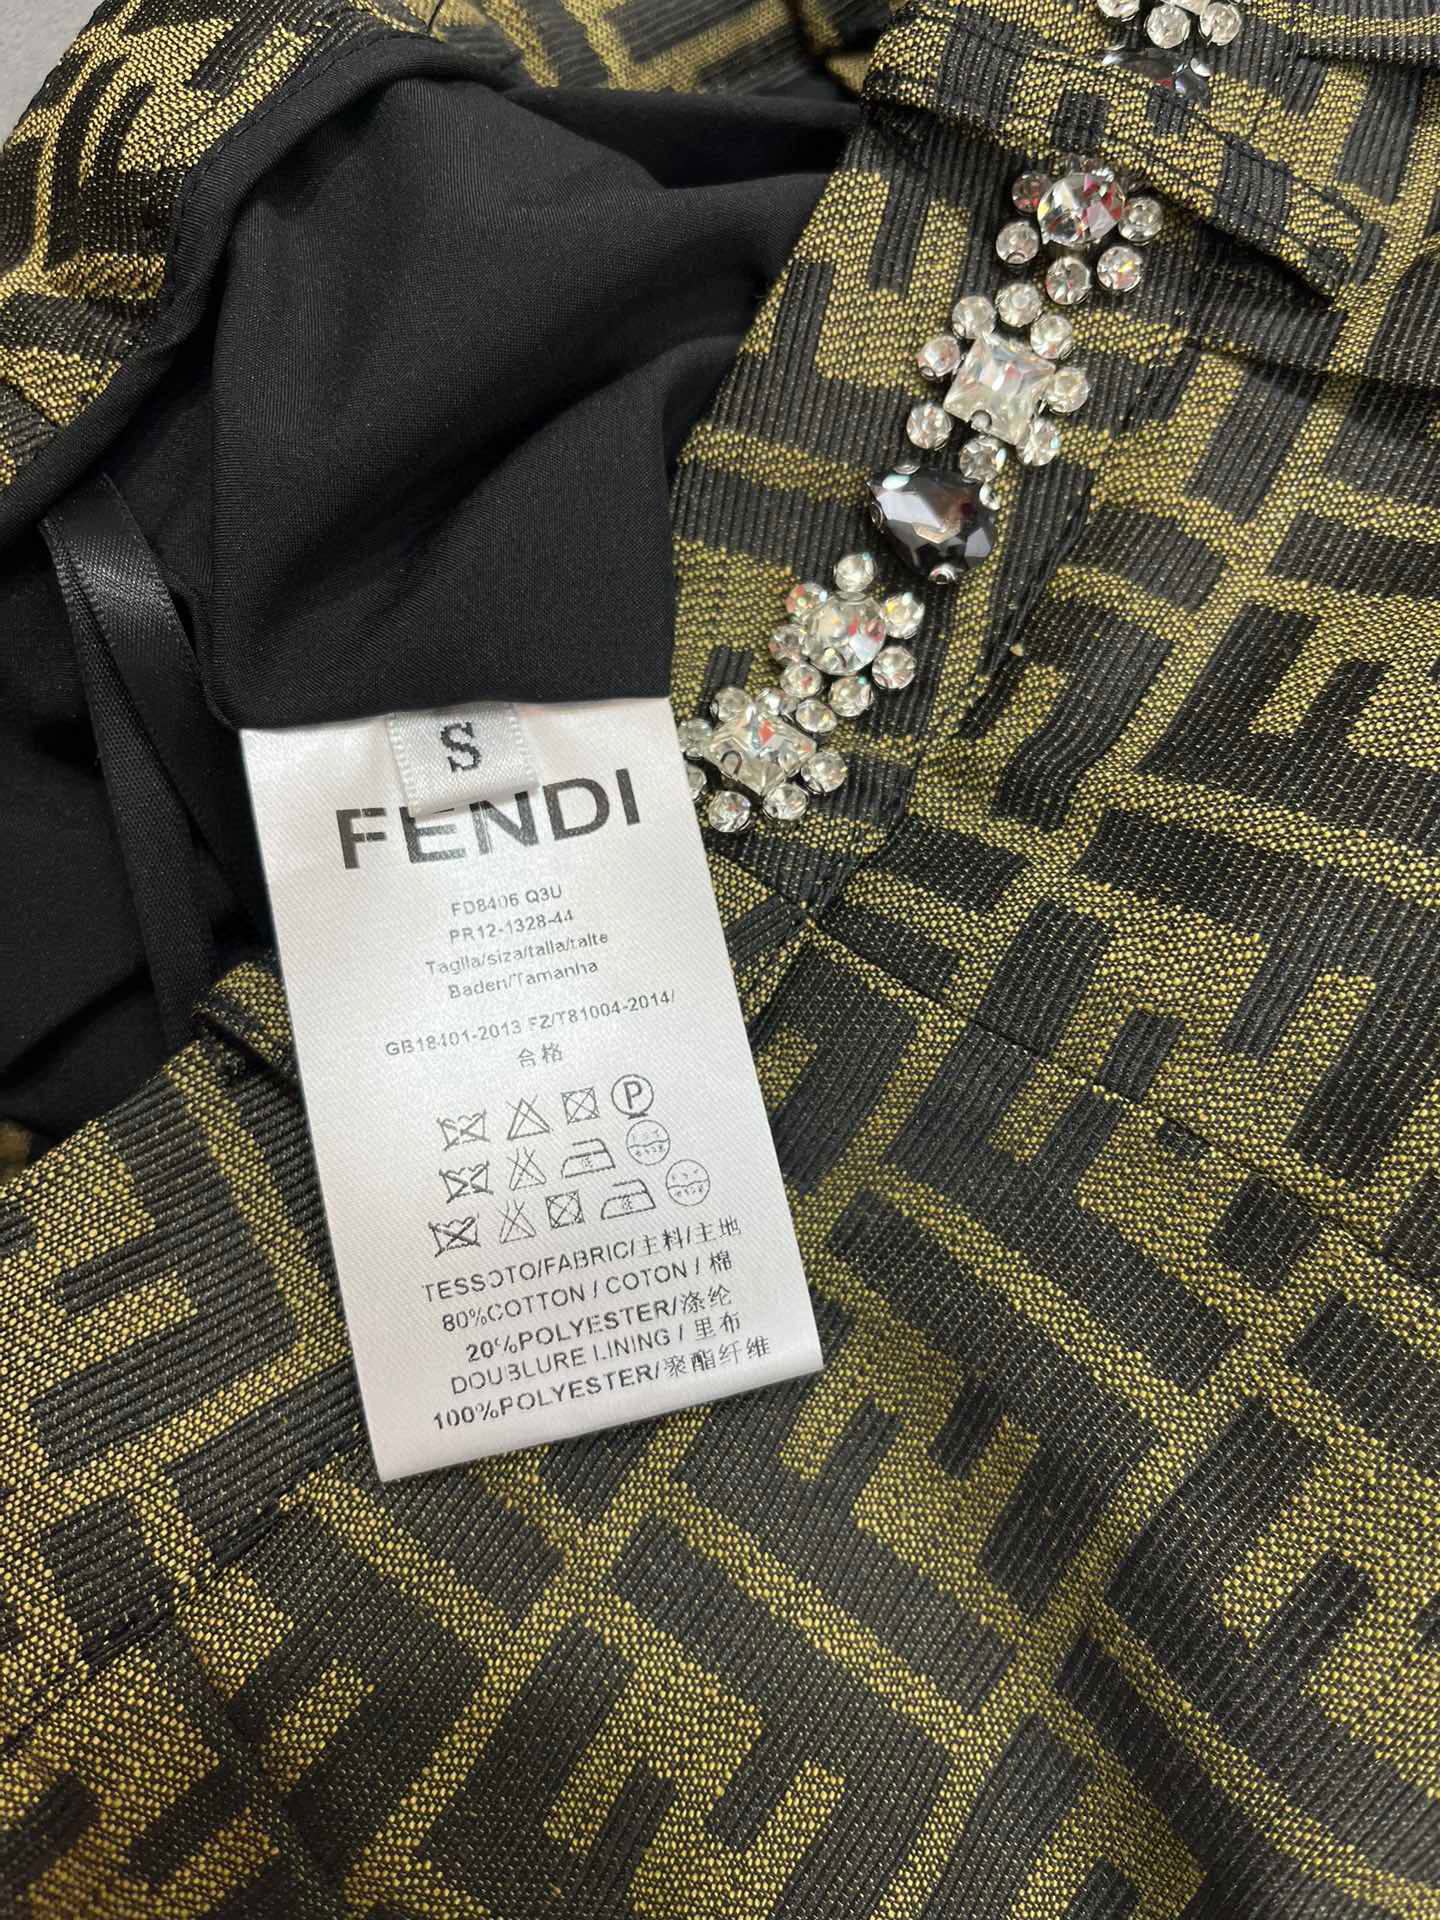 S
FENDI
FD8406 Q3U
PR12-1328-44
Taglla/siza/talla/talte
Baden/Tamanha
GB18401-2013 FZ/T81004-2014/
合格
P
TESSOTO/FABRIC/主料/主地
80%COTTON / COTON / 棉
20%POLYESTER/涤纶
DOUBLURE LINING / 里布
100%POLYESTER/聚酯纤维